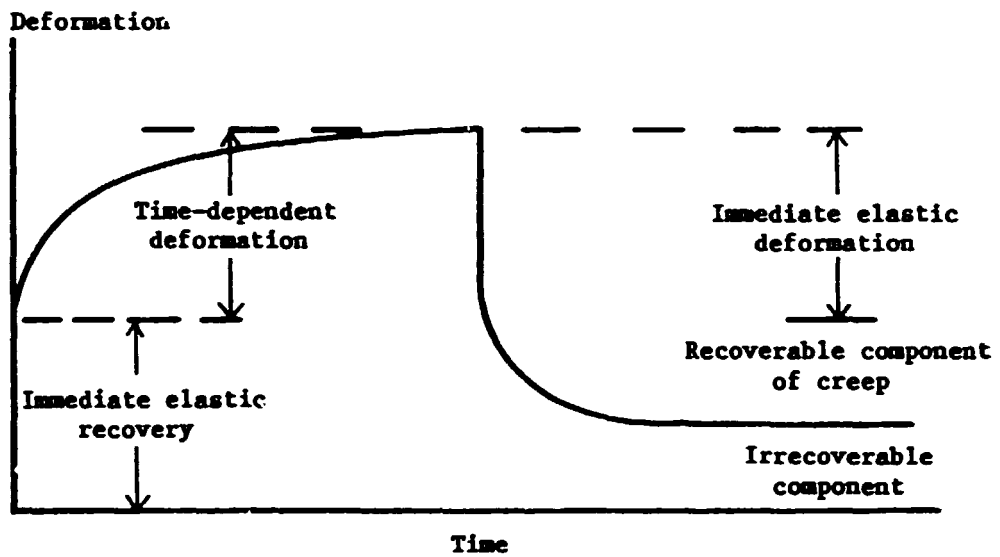 Deformation
Time-dependent
deformation
Immediate elastic
deformation
Recoverable component
of creep
Immediate elastic
recovery
Irrecoverable
component
Time